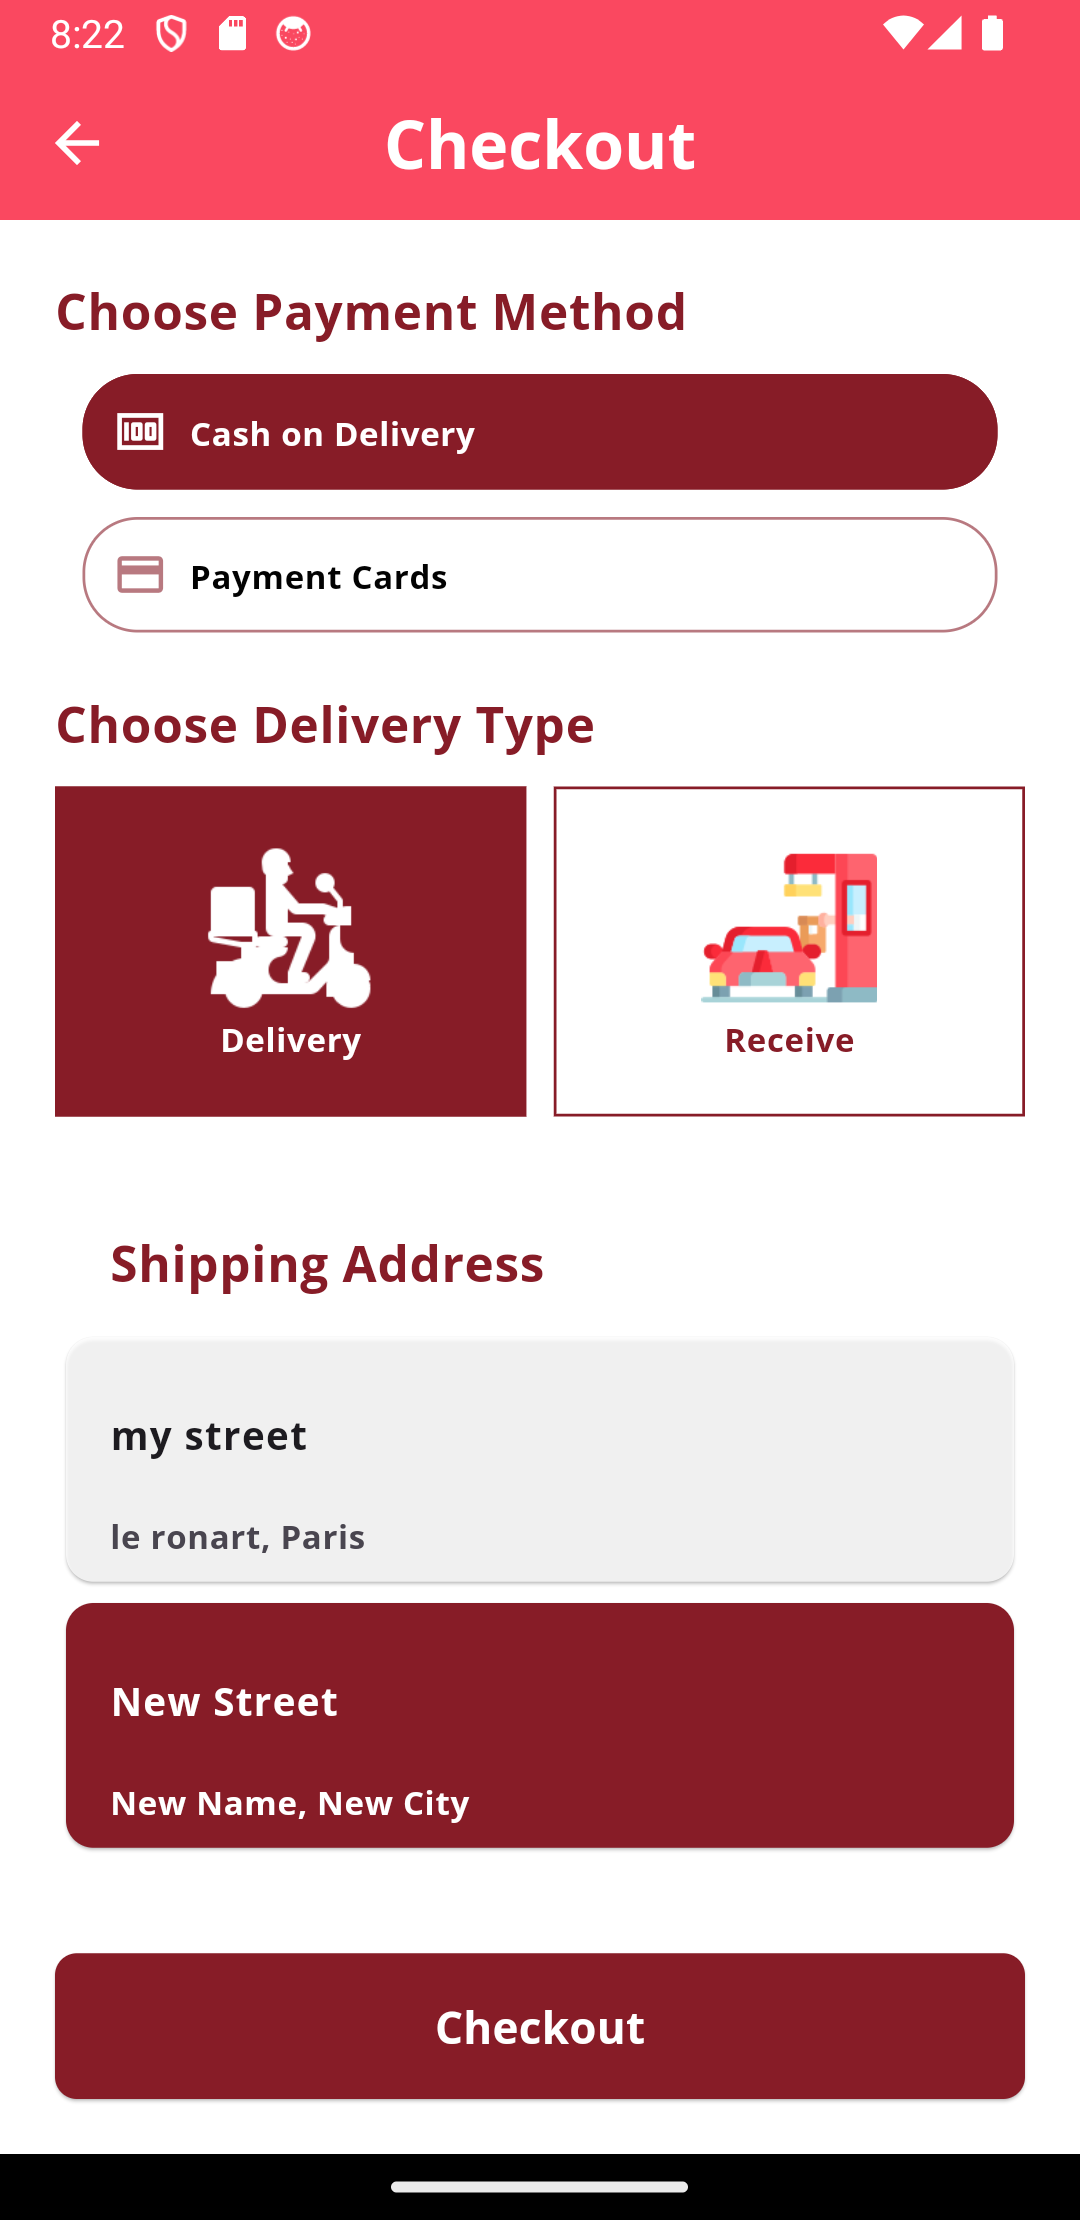 8:22
Checkout
Choose Payment Method
100 Cash on Delivery
Payment Cards
Choose Delivery Type
Delivery
Receive
Shipping Address
my street
le ronart, Paris
New Street
New Name, New City
Checkout